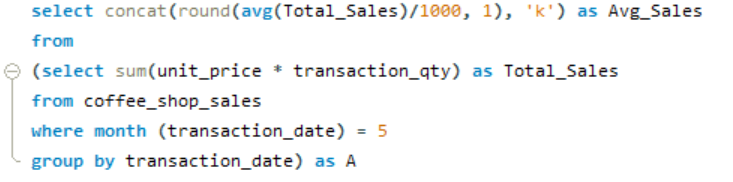 select concat(round(avg(Total_Sales)/1000, 1), 'k') as Avg_Sales
from
(select sum(unit_price * transaction_qty) as Total_Sales
from coffee_shop_sales
where month (transaction_date) = 5
group by transaction_date) as A